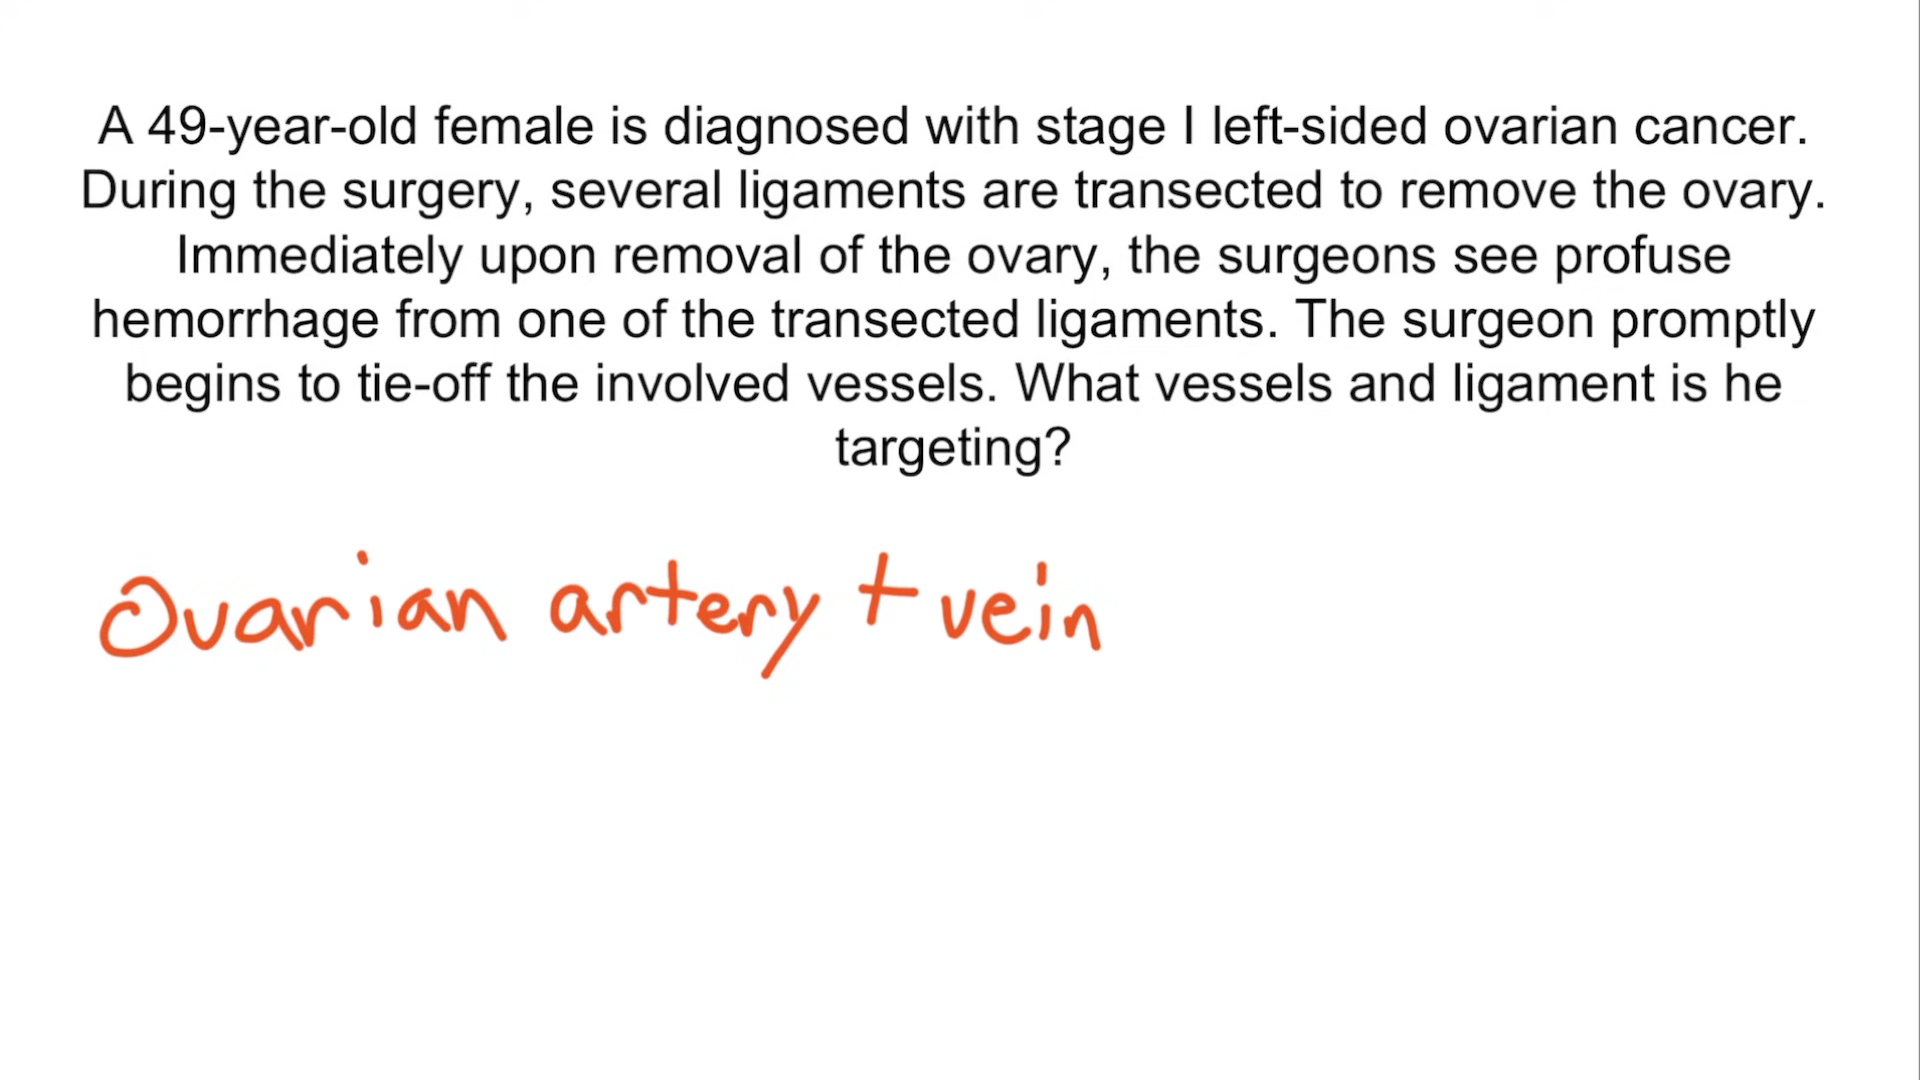 A 49-year-old female is diagnosed with stage I left-sided ovarian cancer.
During the surgery, several ligaments are transected to remove the ovary.
Immediately upon removal of the ovary, the surgeons see profuse
hemorrhage from one of the transected ligaments. The surgeon promptly
begins to tie-off the involved vessels. What vessels and ligament is he
targeting?
Ovarian artery + vein